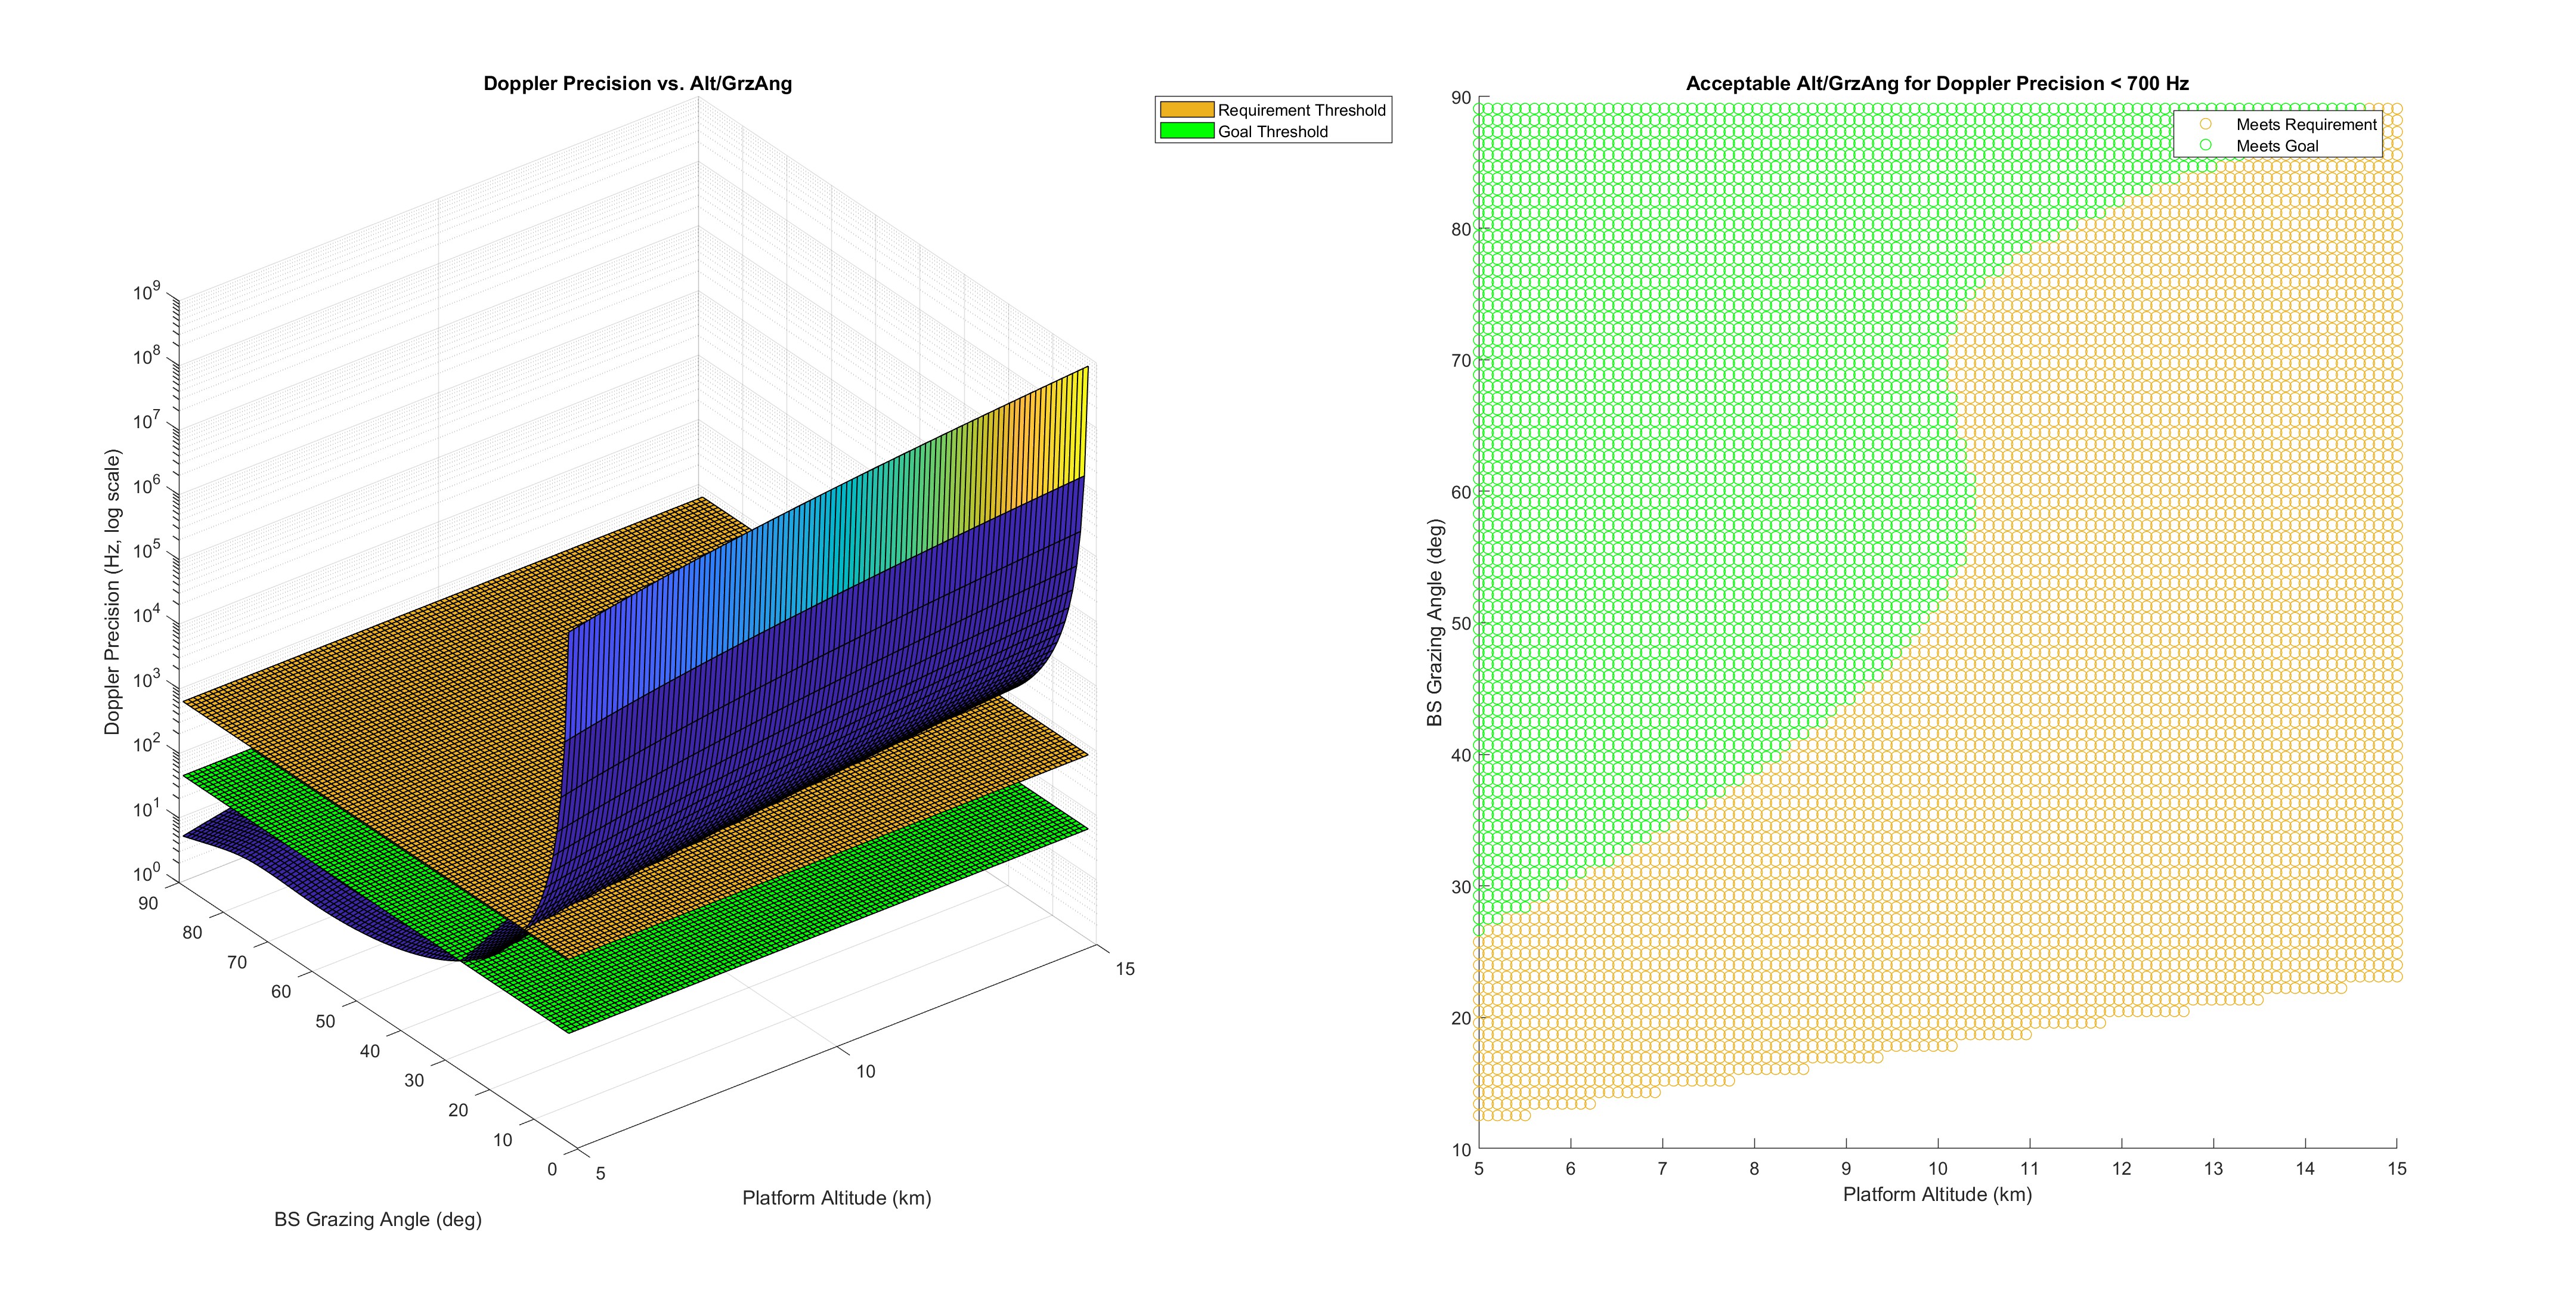 Doppler Precision vs. Alt/GrzAng
Requirement Threshold
Goal Threshold
Doppler Precision (Hz, log scale)
10^9
10^8
10^7
10^6
10^5
10^4
10^3
10^2
10^1
10^0
90
80
70
60
50
40
30
20
10
0
BS Grazing Angle (deg)
5
10
15
Platform Altitude (km)
Acceptable Alt/GrzAng for Doppler Precision < 700 Hz
Meets Requirement
Meets Goal
BS Grazing Angle (deg)
90
80
70
60
50
40
30
20
10
5 6 7 8 9 10 11 12 13 14 15
Platform Altitude (km)